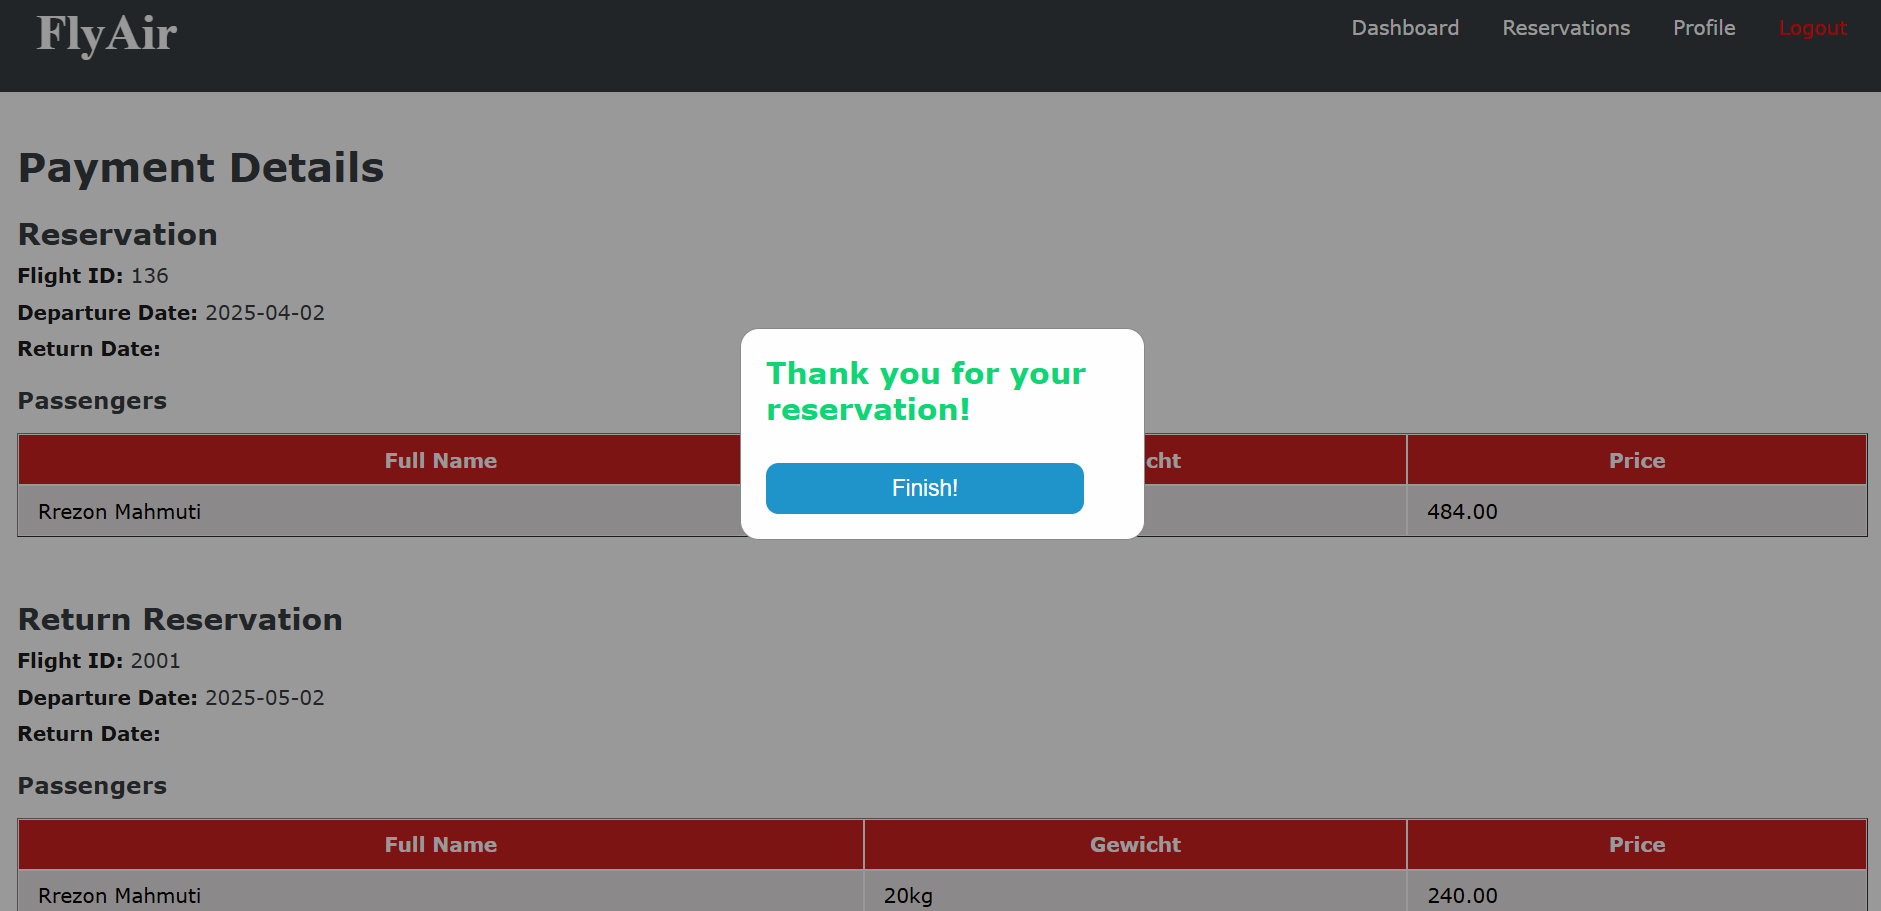 FlyAir
Dashboard Reservations Profile Logout
Payment Details
Reservation
Flight ID: 136
Departure Date: 2025-04-02
Return Date:
Passengers
Thank you for your
reservation!
Finish!
Full Name cht Price
Rrezon Mahmuti 484.00
Return Reservation
Flight ID: 2001
Departure Date: 2025-05-02
Return Date:
Passengers
Full Name Gewicht Price
Rrezon Mahmuti 20kg 240.00